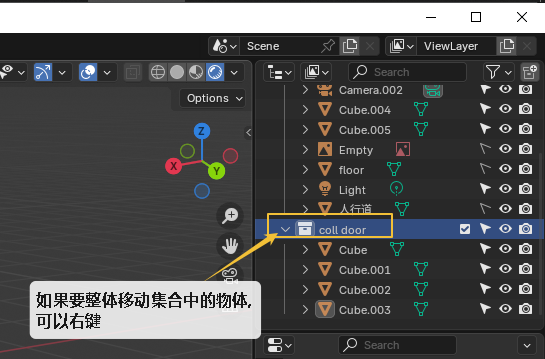 Scene
ViewLayer
Options
Search
Camera.002
Cube.004
Cube.005
Empty
floor
Light
人行道
coll door
Cube
Cube.001
Cube.002
Cube.003
Z
X
Y
如果要整体移动集合中的物体,
可以右键
Search